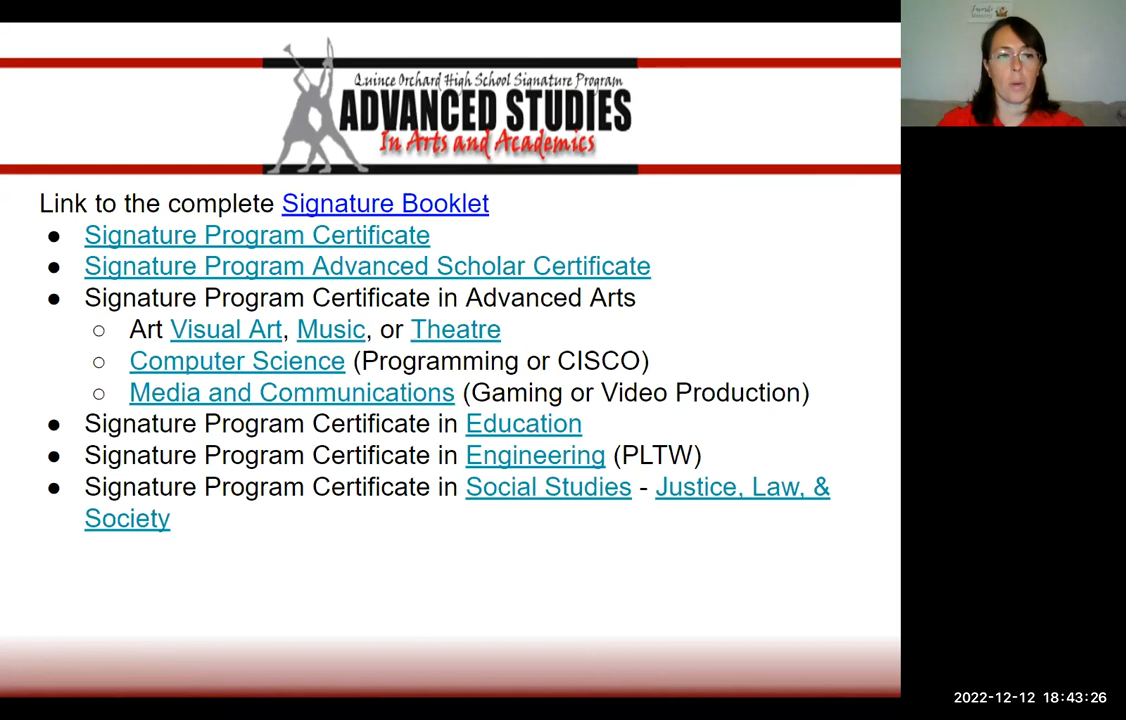 Quince Orchard High School Signature Program
ADVANCED STUDIES
In Arts and Academics
Link to the complete Signature Booklet
● Signature Program Certificate
● Signature Program Advanced Scholar Certificate
● Signature Program Certificate in Advanced Arts
○ Art Visual Art, Music, or Theatre
○ Computer Science (Programming or CISCO)
○ Media and Communications (Gaming or Video Production)
● Signature Program Certificate in Education
● Signature Program Certificate in Engineering (PLTW)
● Signature Program Certificate in Social Studies - Justice, Law, &
Society
2022-12-12 18:43:26